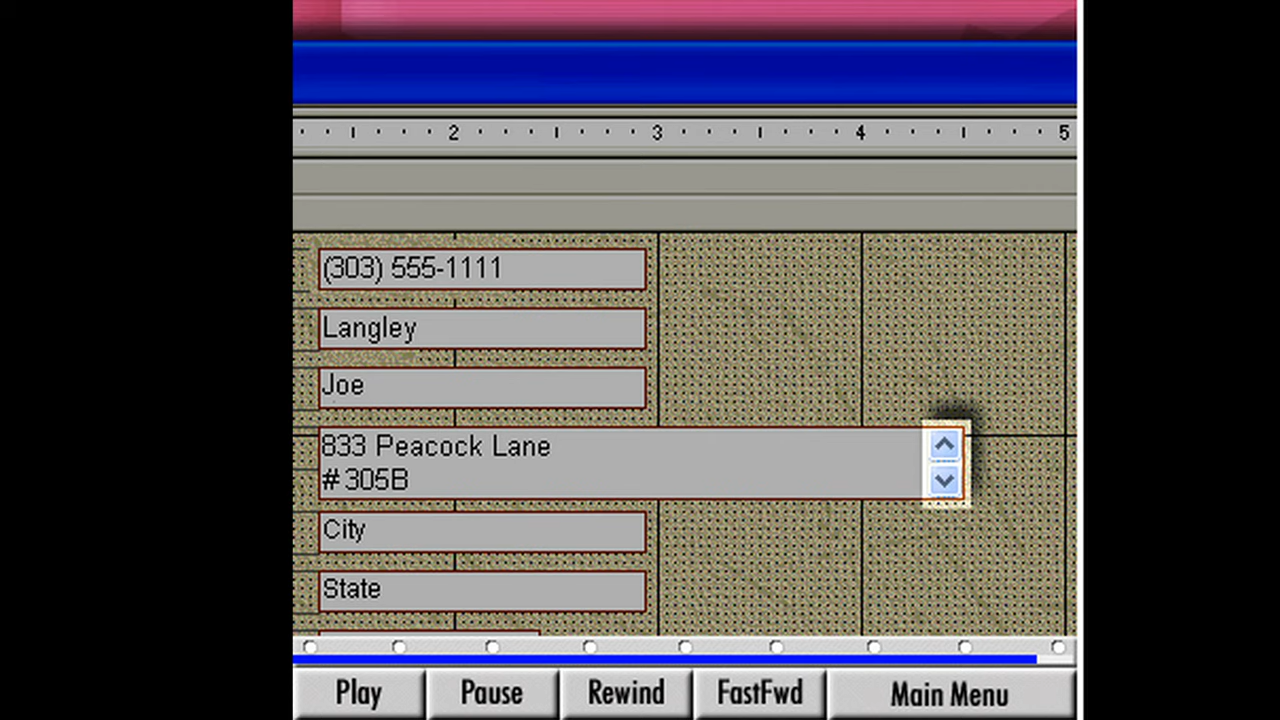 2 3 4 5
(303) 555-1111
Langley
Joe
833 Peacock Lane
# 305B
City
State
Play Pause Rewind FastFwd Main Menu